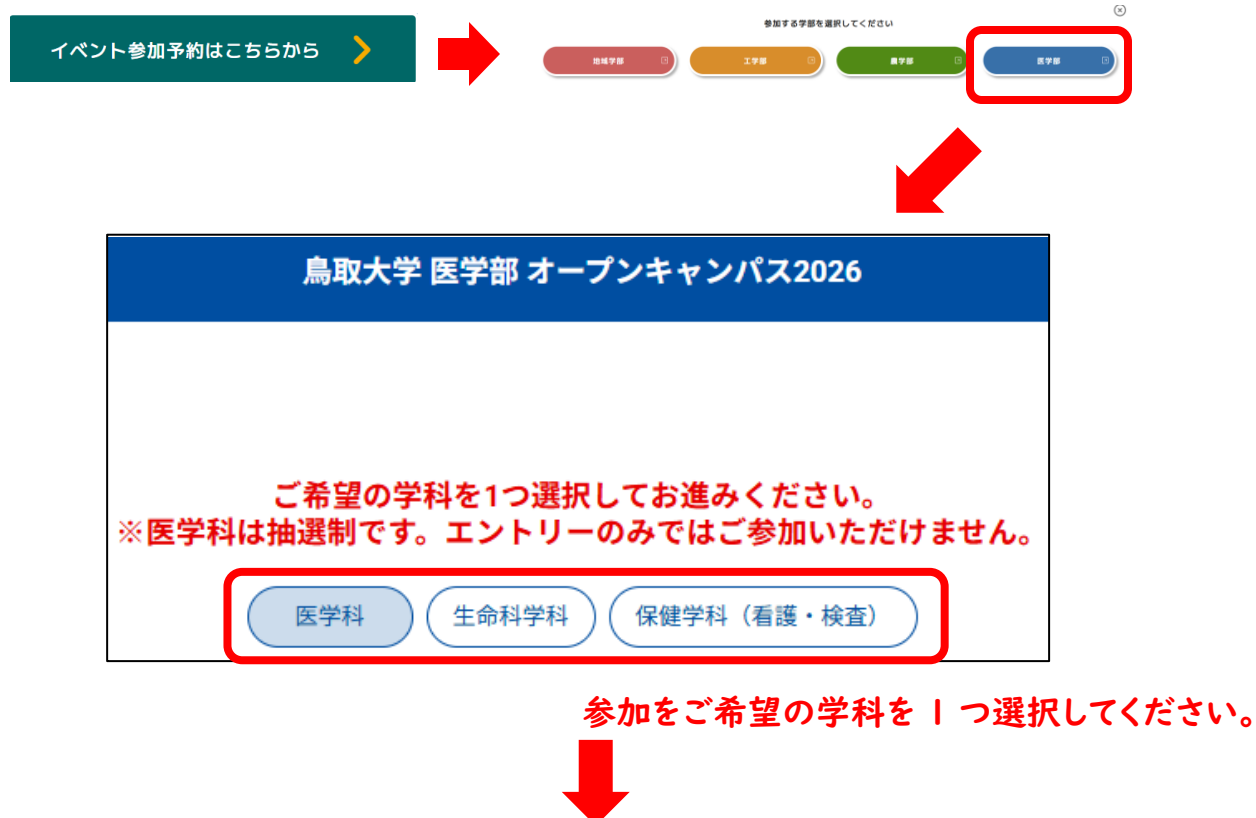 イベント参加予約はこちらから
参加する学部を選択してください
地域学部
工学部
農学部
医学部
鳥取大学 医学部 オープンキャンパス2026
ご希望の学科を1つ選択してお進みください。
※医学科は抽選制です。エントリーのみではご参加いただけません。
医学科
生命科学科
保健学科（看護・検査）
参加をご希望の学科を１つ選択してください。